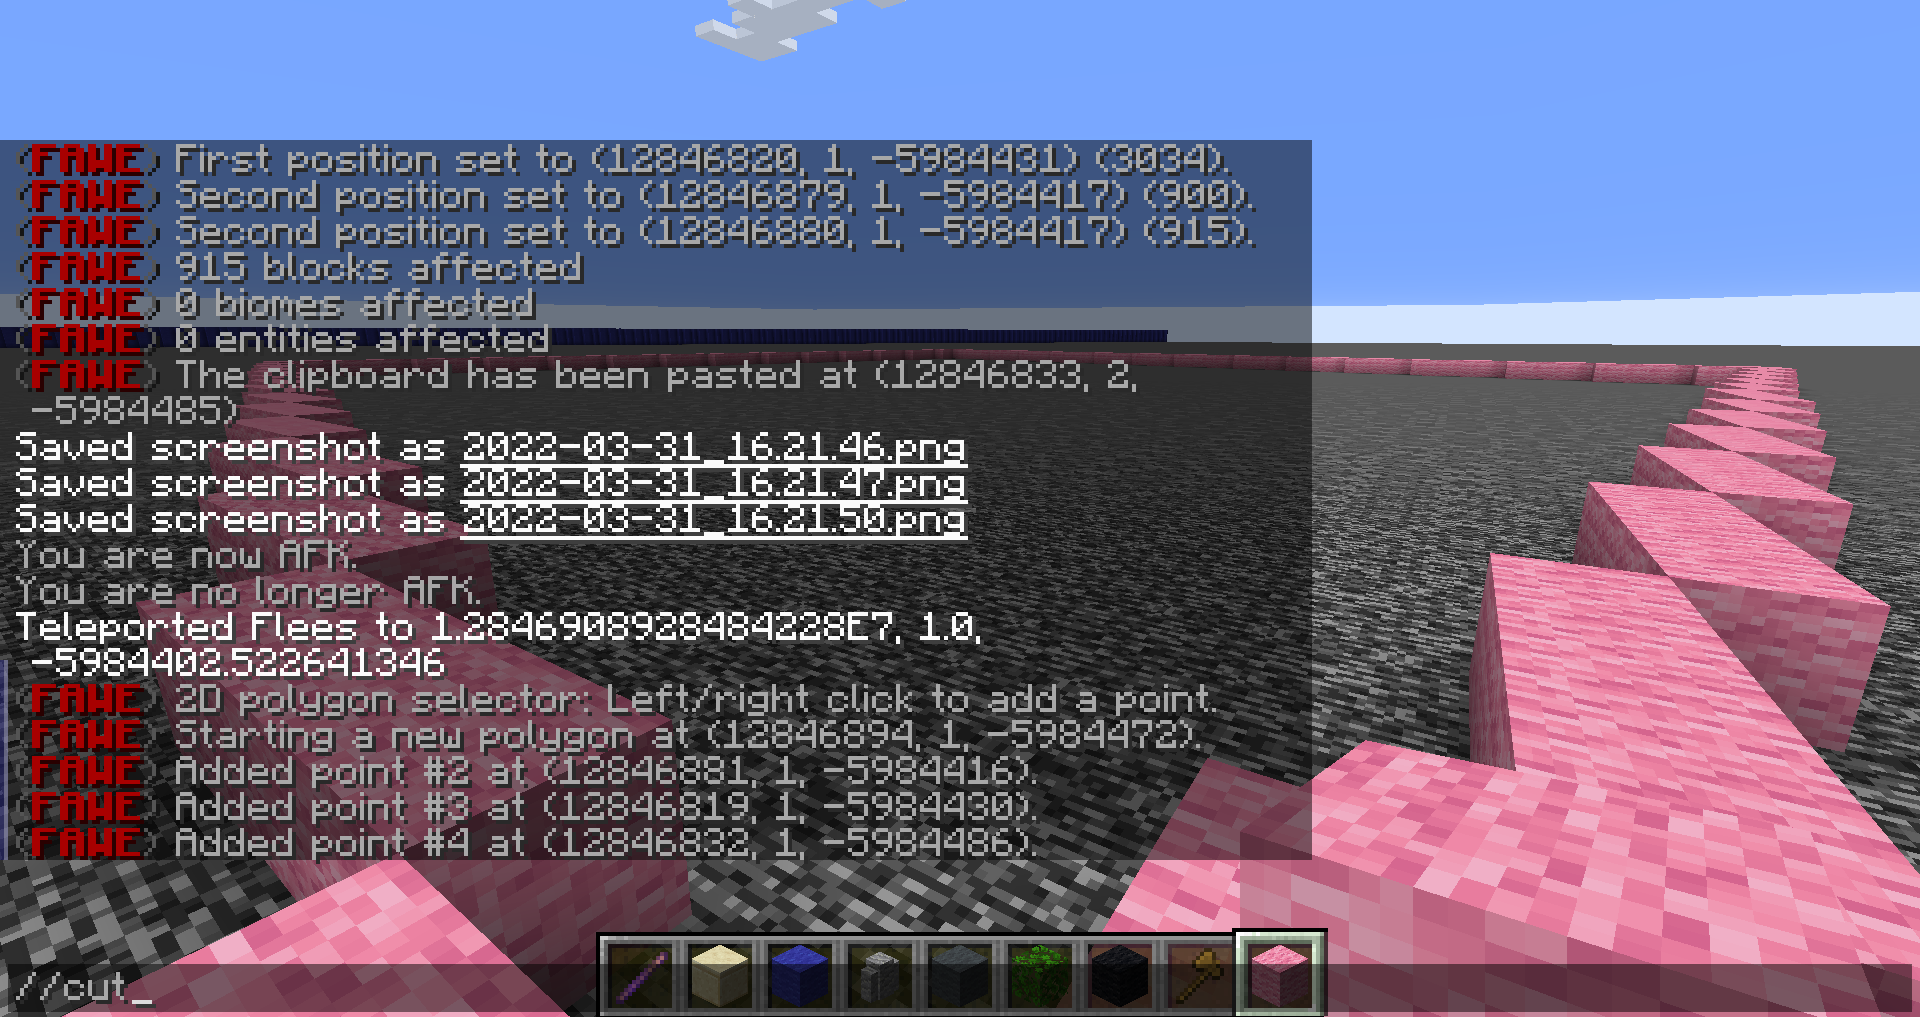 (FAWE) First position set to (12846820, 1, -5984431) (3034).
(FAWE) Second position set to (12846879, 1, -5984417) (900).
(FAWE) Second position set to (12846880, 1, -5984417) (915).
(FAWE) 915 blocks affected
(FAWE) 0 biomes affected
(FAWE) 0 entities affected
(FAWE) The clipboard has been pasted at (12846833, 2,
-5984485)
Saved screenshot as 2022-03-31_16.21.46.png
Saved screenshot as 2022-03-31_16.21.47.png
Saved screenshot as 2022-03-31_16.21.50.png
You are now AFK.
You are no longer AFK.
Teleported Flees to 1.2846908928484228E7, 1.0,
-5984402.522641346
(FAWE) 2D polygon selector: Left/right click to add a point.
(FAWE) Starting a new polygon at (12846894, 1, -5984472).
(FAWE) Added point #2 at (12846881, 1, -5984416).
(FAWE) Added point #3 at (12846819, 1, -5984430).
(FAWE) Added point #4 at (12846832, 1, -5984486).
//cut_